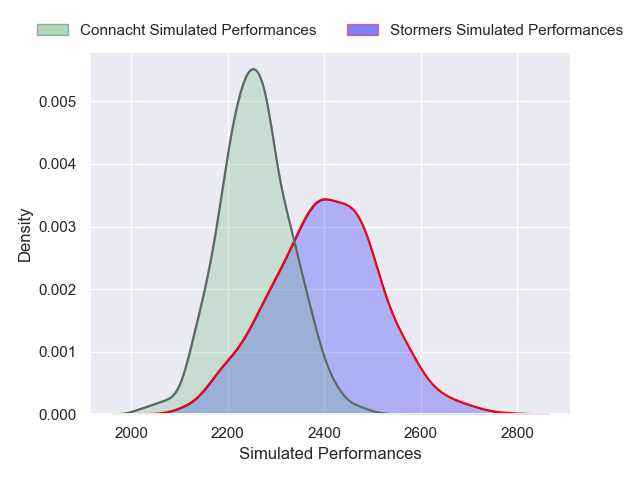 Connacht Simulated Performances Stormers Simulated Performances
0.005
0.004
0.003
0.002
0.001
0.000
Density
2000 2200 2400 2600 2800
Simulated Performances